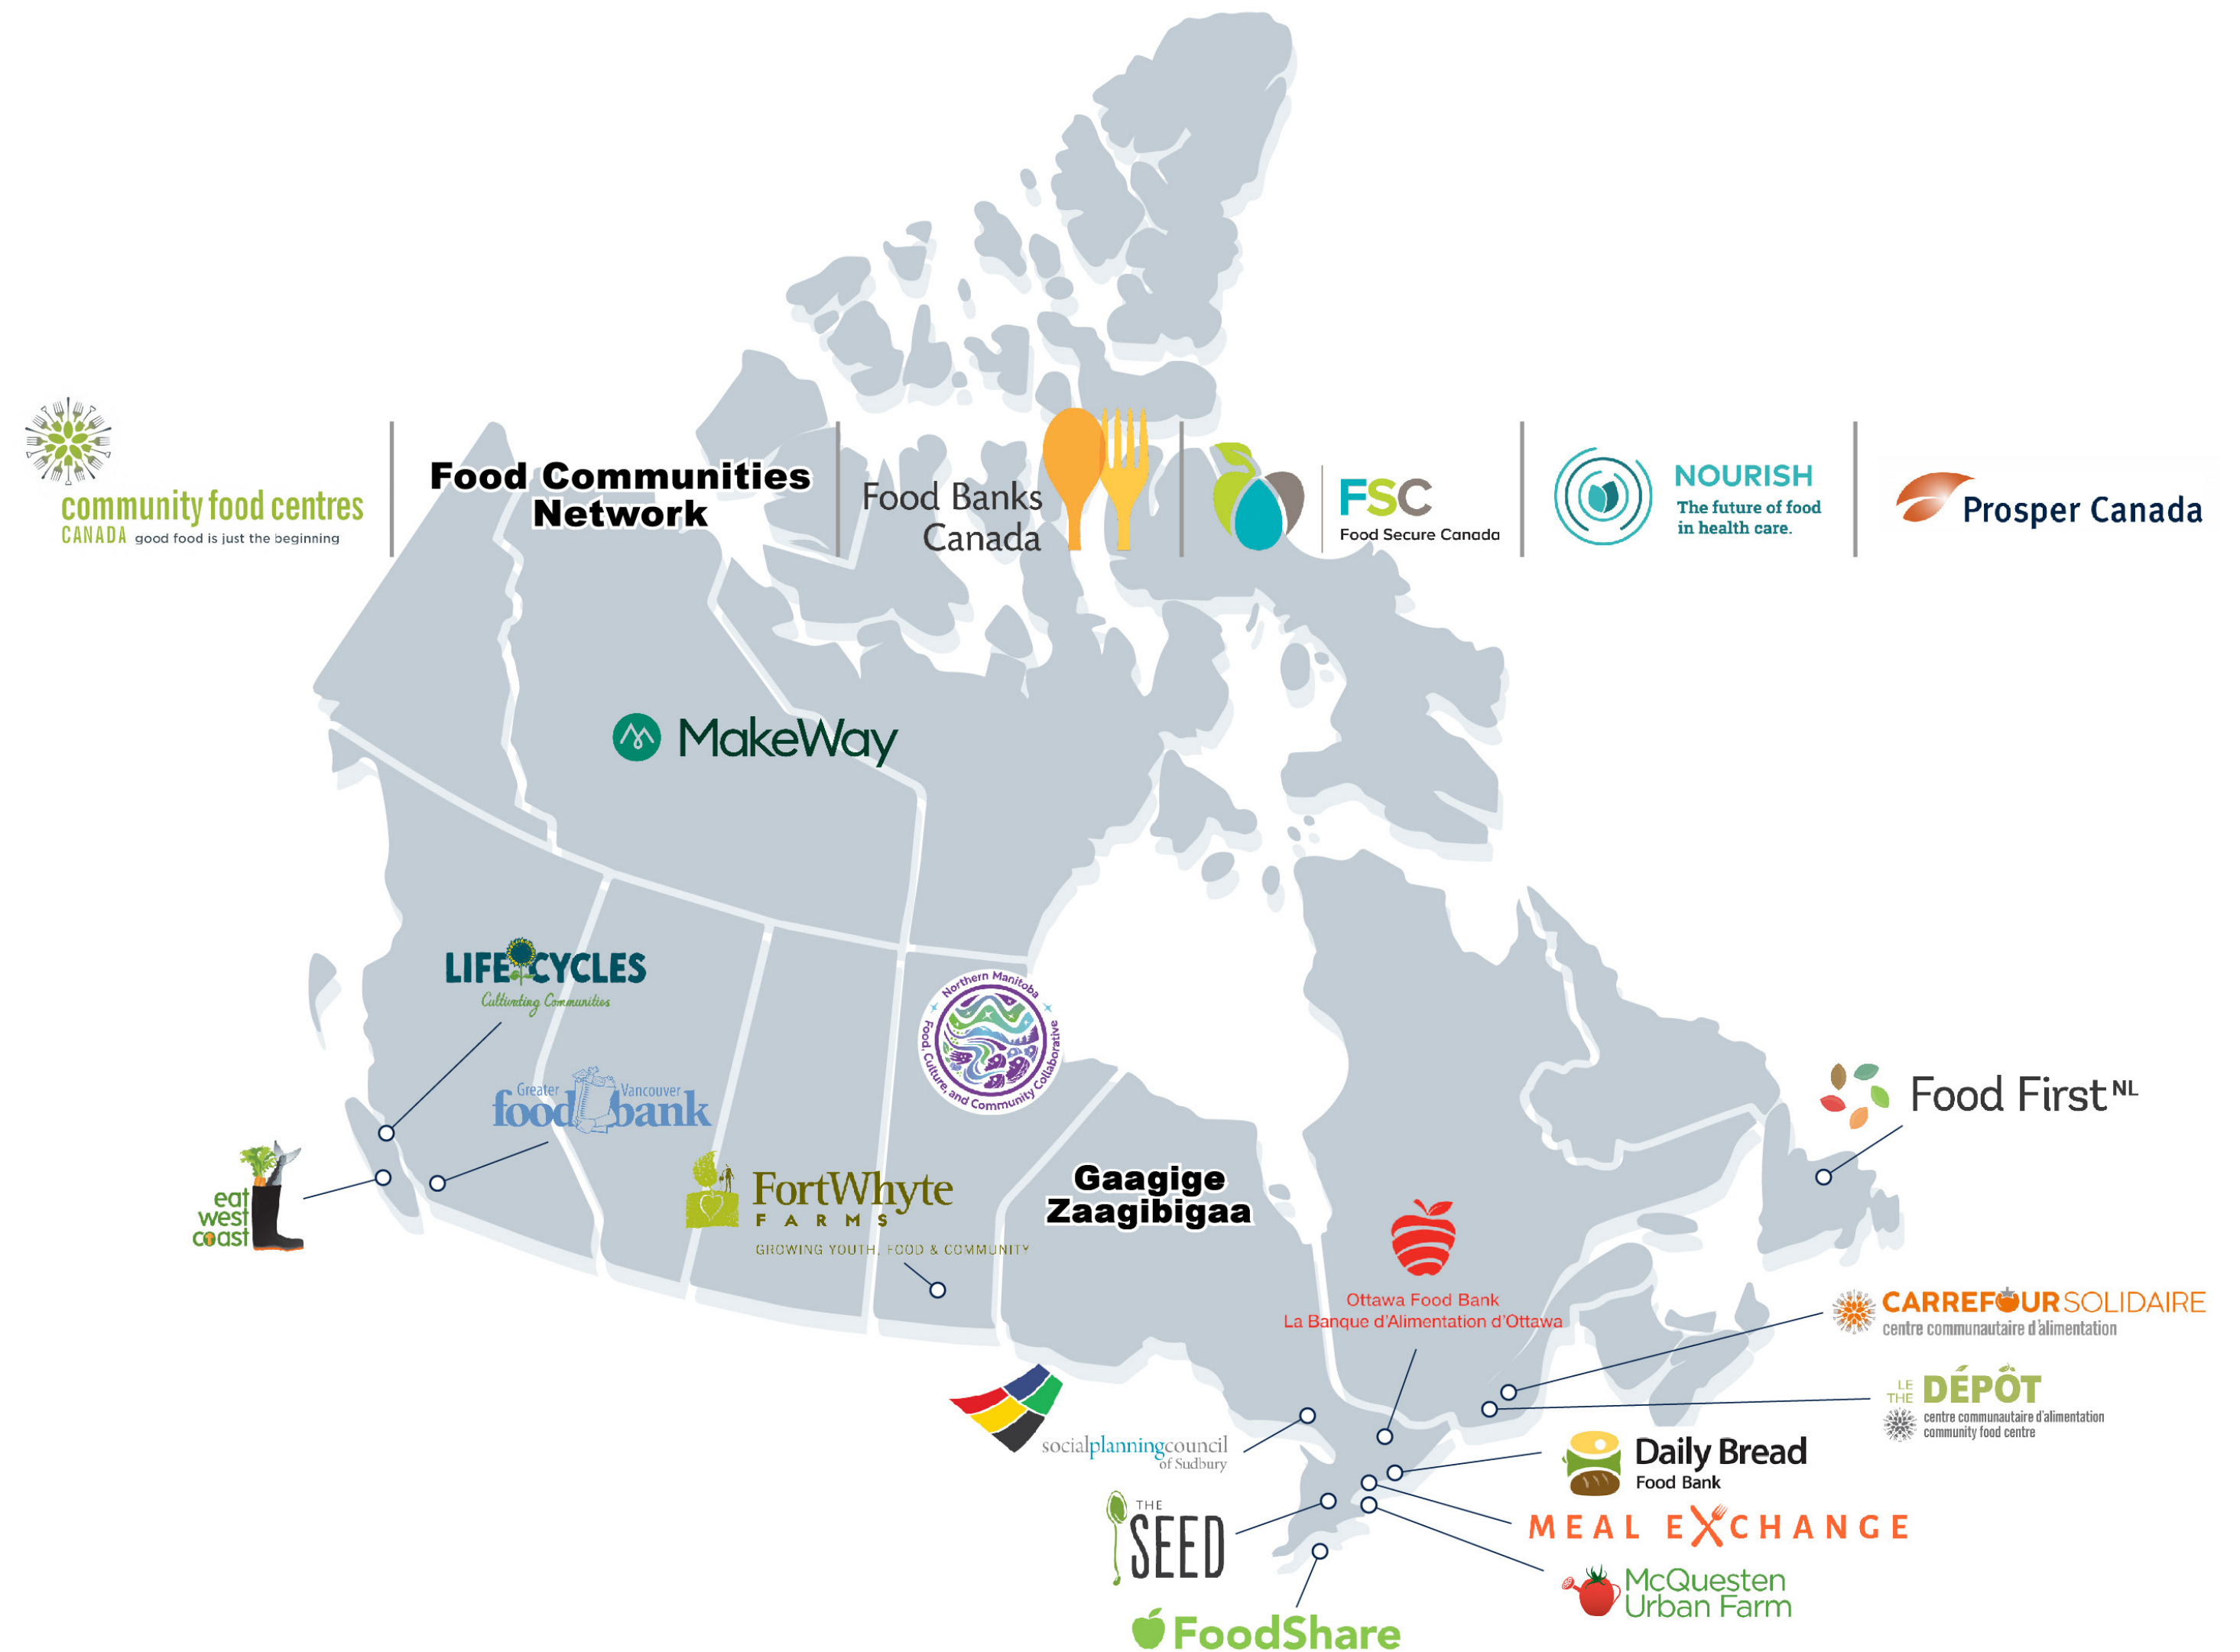 community food centres
CANADA good food is just the beginning
Food Communities
Network
Food Banks
Canada
FSC
Food Secure Canada
NOURISH
The future of food
in health care.
Prosper Canada
MakeWay
LIFECYCLES
Cultivating Communities
Northern Manitoba
Food, Culture, and Community Collaborative
Greater Vancouver
food bank
eat
west
coast
FortWhyte
FARMS
GROWING YOUTH, FOOD & COMMUNITY
Gaagige
Zaagibigaa
Food First NL
Ottawa Food Bank
La Banque d'Alimentation d'Ottawa
CARREFOUR SOLIDAIRE
centre communautaire d'alimentation
LE
THE
DÉPÔT
centre communautaire d'alimentation
community food centre
socialplanningcouncil
of Sudbury
Daily Bread
Food Bank
THE
SEED
MEAL EXCHANGE
McQuesten
Urban Farm
FoodShare